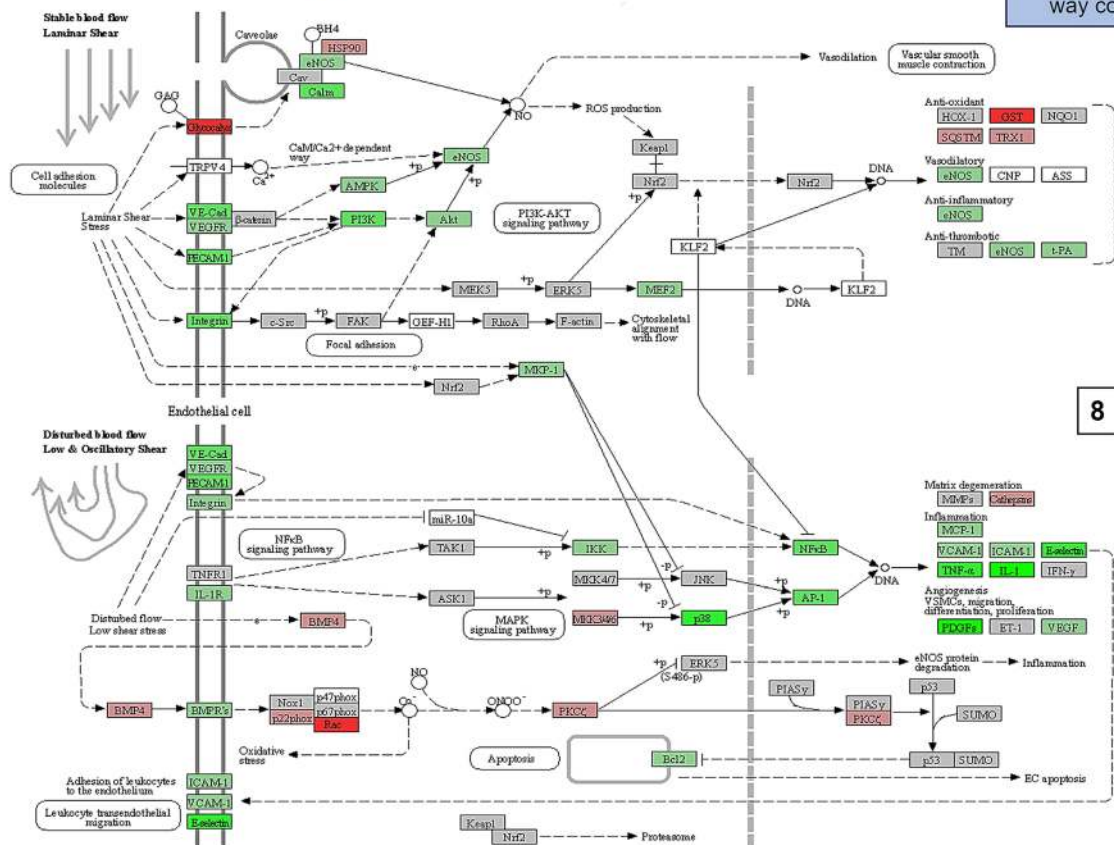 way co
Stable blood flow
Laminar Shear
Caveolae
BH4
HSP90
eNOS
Cav
Calm
NO
Vasodilation
Vascular smooth
muscle contraction
GAG
Glycocalyx
ROS production
Keap1
Nrf2
+p
Cell adhesion
molecules
TRPV4
Ca2+
CaM/Ca2+ dependent
way
eNOS
+p
+p
AMPK
Laminar Shear
Stress
VE-Cad
VEGFR
β-catenin
PI3K
Akt
PI3K-AKT
signaling pathway
PECAM1
Nrf2
DNA
KLF2
MEK5
+p
ERK5
MEF2
DNA
KLF2
Integrin
c-Src
+p
FAK
GEF-H1
RhoA
F-actin
Cytoskeletal
alignment
with flow
Focal adhesion
MKP-1
e
Nrf2
Anti-oxidant
HOX-1
GST
NQO1
SQSTM
TRX1
Vasodilatory
eNOS
CNP
ASS
Anti-inflammatory
eNOS
Anti-thrombotic
TM
eNOS
t-PA
Endothelial cell
8
Disturbed blood flow
Low & Oscillatory Shear
VE-Cad
VEGFR
PECAM1
Integrin
miR-10a
NFκB
signaling pathway
TAK1
+p
IKK
NFκB
TNFR1
IL-1R
MKK4/7
+p
-p
JNK
+p
DNA
ASK1
+p
AP-1
MAPK
signaling pathway
MKK3/4/6
+p
-p
p38
+p
Matrix degeneration
MMPs
Cathepsins
Inflammation
MCP-1
VCAM-1
ICAM-1
E-selectin
TNF-α
IL-1
IFN-γ
Angiogenesis
VSMCs, migration,
differentiation, proliferation
PDGFs
ET-1
VEGF
Disturbed flow
Low shear stress
e
BMP4
BMP4
BMPR's
Nox1
p22phox
p47phox
p67phox
Rac
NO
ONOO-
PKCζ
+p
(S486-p)
ERK5
eNOS protein
degradation
Inflammation
PIASy
PIASy
PKCζ
p53
SUMO
p53
SUMO
Oxidative
stress
Apoptosis
Bcl2
EC apoptosis
Adhesion of leukocytes
to the endothelium
Leukocyte transendothelial
migration
ICAM-1
VCAM-1
E-selectin
Keap1
Nrf2
Proteasome